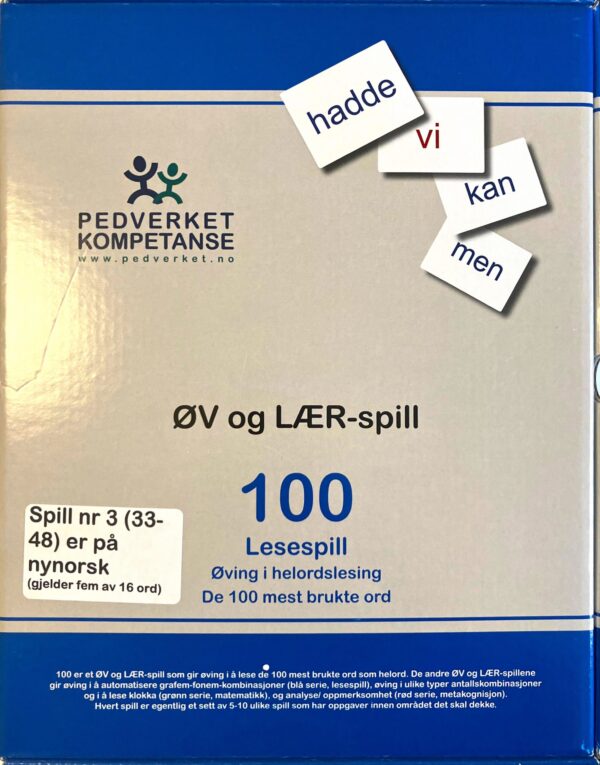 hadde
vi
kan
men
PEDVERKET
KOMPETANSE
www.pedverket.no
ØV og LÆR-spill
100
Lesespill
Øving i helordslesing
De 100 mest brukte ord
Spill nr 3 (33-
48) er på
nynorsk
(gjelder fem av 16 ord)
100 er et ØV og LÆR-spill som gir øving i å lese de 100 mest brukte ord som helord. De andre ØV og LÆR-spillene
gir øving i å automatisere grafem-fonem-kombinasjoner (blå serie, lesespill), øving i ulike typer antallskombinasjoner
og i å lese klokka (grønn serie, matematikk), og analyse/ oppmerksomhet (rød serie, metakognisjon).
Hvert spill er egentlig et sett av 5-10 ulike spill som har oppgaver innen området det skal dekke.